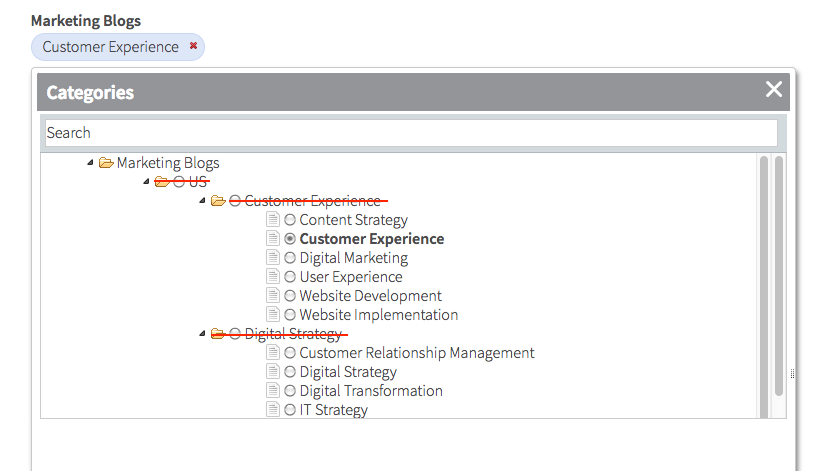 Marketing Blogs
Customer Experience
Categories
Search
Marketing Blogs
US
Customer Experience
Content Strategy
Customer Experience
Digital Marketing
User Experience
Website Development
Website Implementation
Digital Strategy
Customer Relationship Management
Digital Strategy
Digital Transformation
IT Strategy